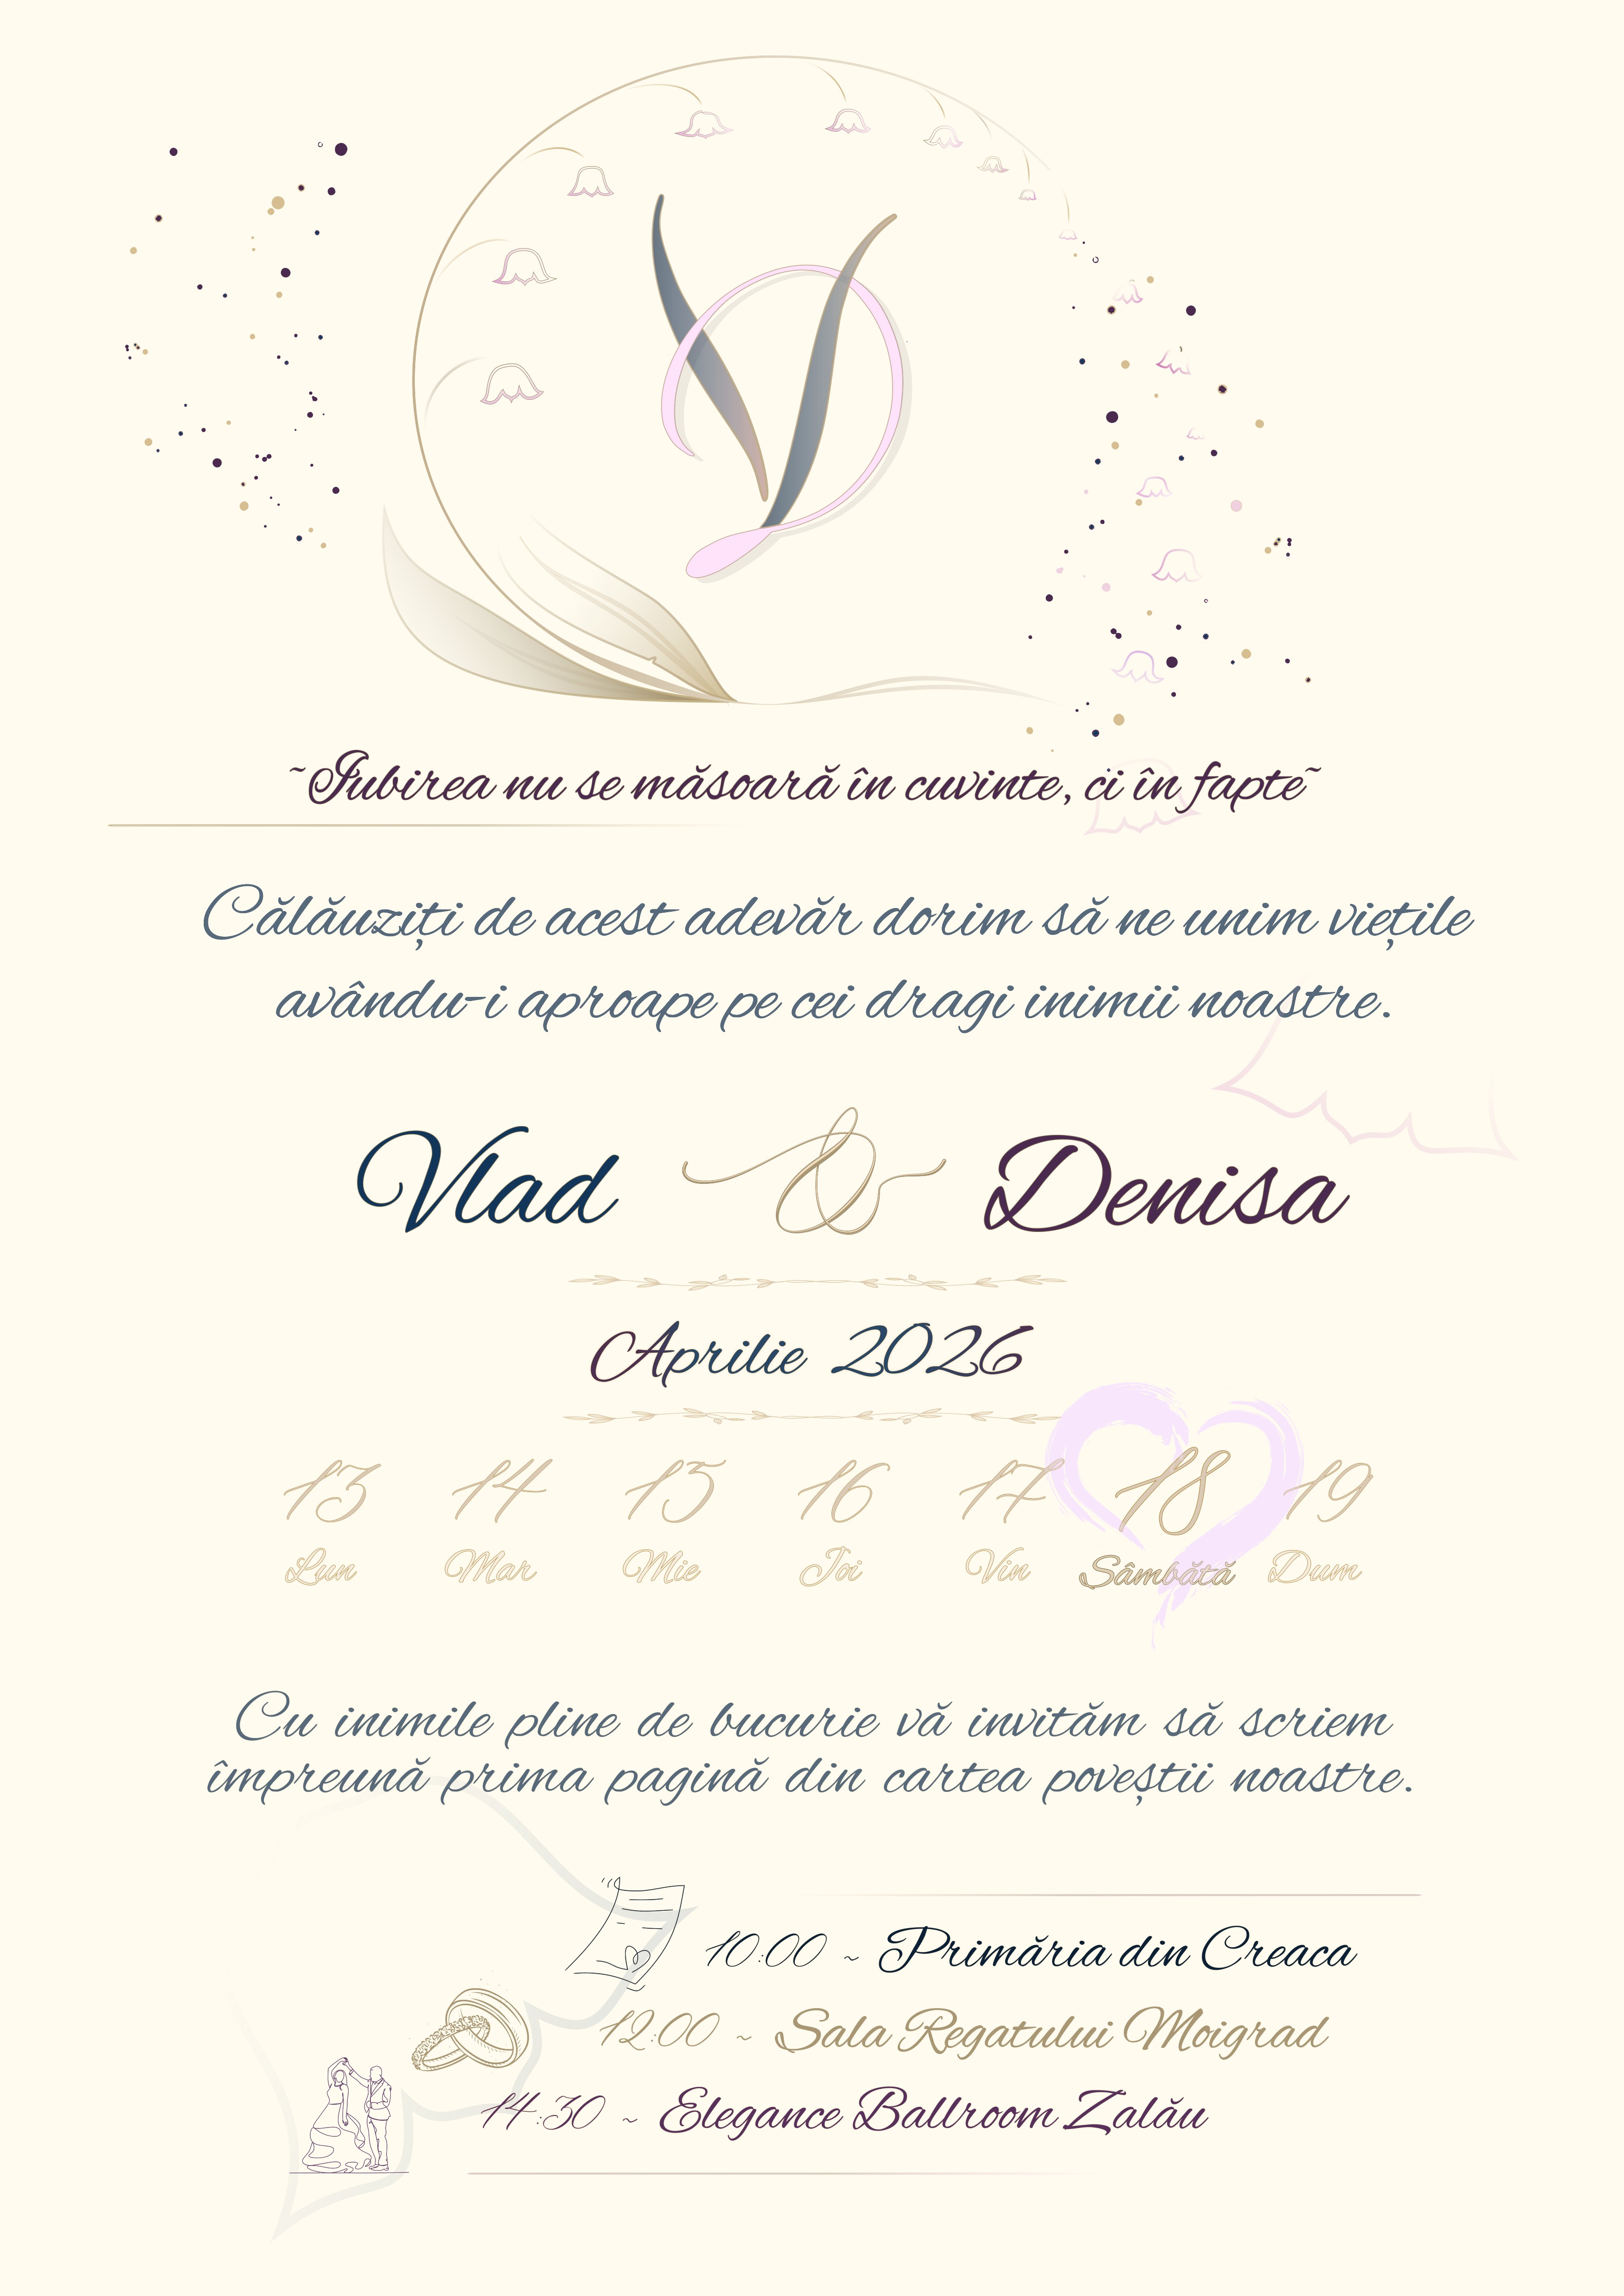 VD
~Iubirea nu se măsoară în cuvinte, ci în fapte~
Călăuziți de acest adevăr dorim să ne unim viețile
avându-i aproape pe cei dragi inimii noastre.
Vlad & Denisa
Aprilie 2026
13 14 15 16 17 18 19
Lun Mar Mie Joi Vin Sâmbătă Dum
Cu inimile pline de bucurie vă invităm să scriem
împreună prima pagină din cartea poveștii noastre.
10:00 ~ Primăria din Creaca
12:00 ~ Sala Regatului Moigrad
14:30 ~ Elegance Ballroom Zalău